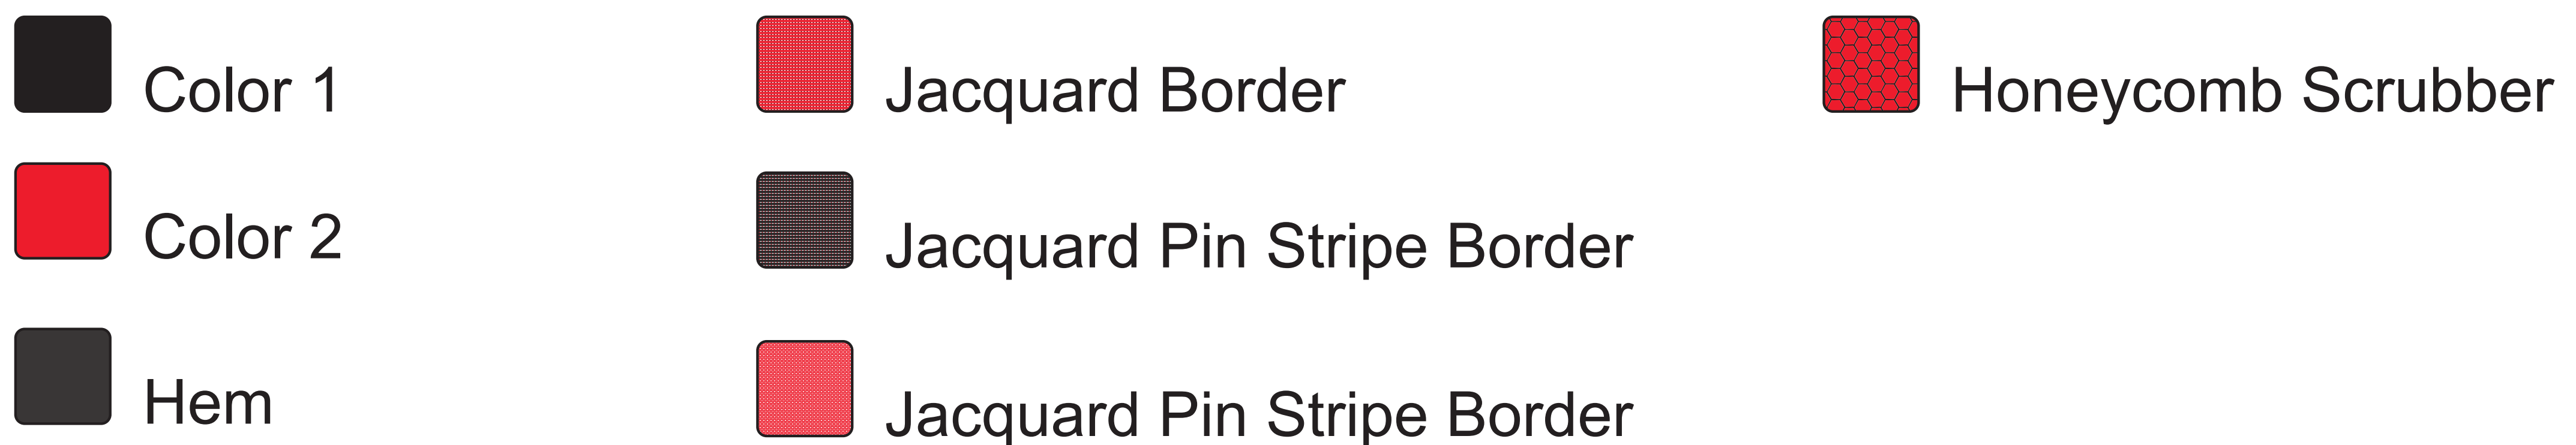 Color 1
Color 2
Hem
Jacquard Border
Jacquard Pin Stripe Border
Jacquard Pin Stripe Border
Honeycomb Scrubber